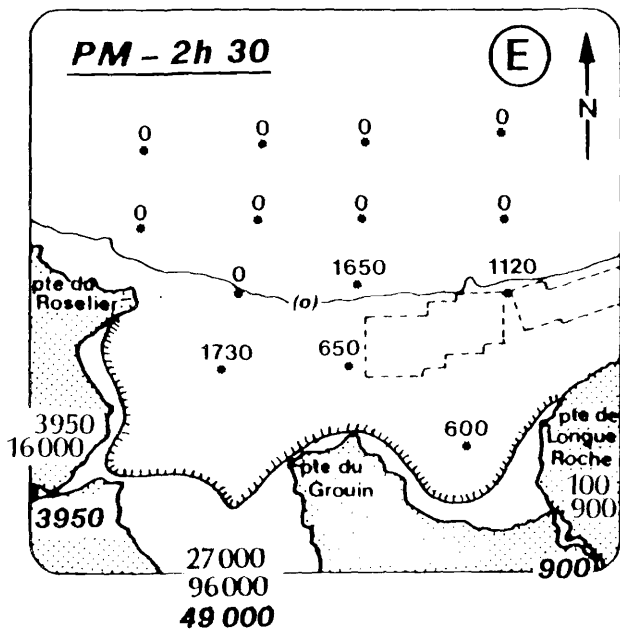 PM - 2h 30
E
N
0 0 0 0
0 0 0 0
0 1650 1120
(o)
pte du
Roselier
1730 650
600
3950
16000
pte de
Longue
Roche
pte du
Grouin
100
900
3950
27000
96000
49 000
900